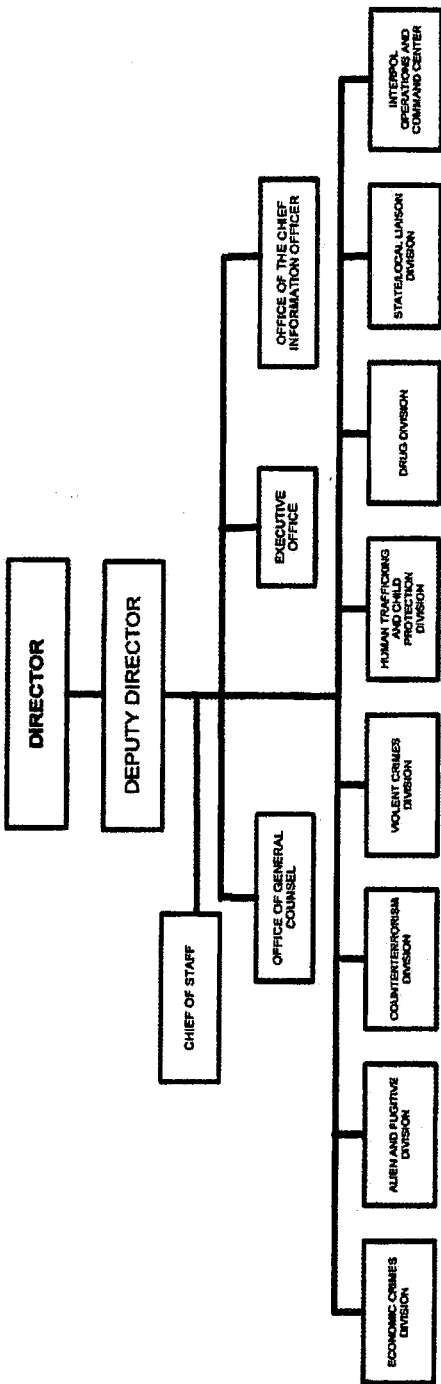 DIRECTOR
DEPUTY DIRECTOR
CHIEF OF STAFF
OFFICE OF GENERAL
COUNSEL
EXECUTIVE
OFFICE
OFFICE OF THE CHIEF
INFORMATION OFFICER
ECONOMIC CRIMES
DIVISION
ALIEN AND FUGITIVE
DIVISION
COUNTERTERRORISM
DIVISION
VIOLENT CRIMES
DIVISION
HUMAN TRAFFICKING
AND CHILD
PROTECTION
DIVISION
DRUG DIVISION
STATE/LOCAL LIAISON
DIVISION
INTERPOL
OPERATIONS AND
COMMAND CENTER